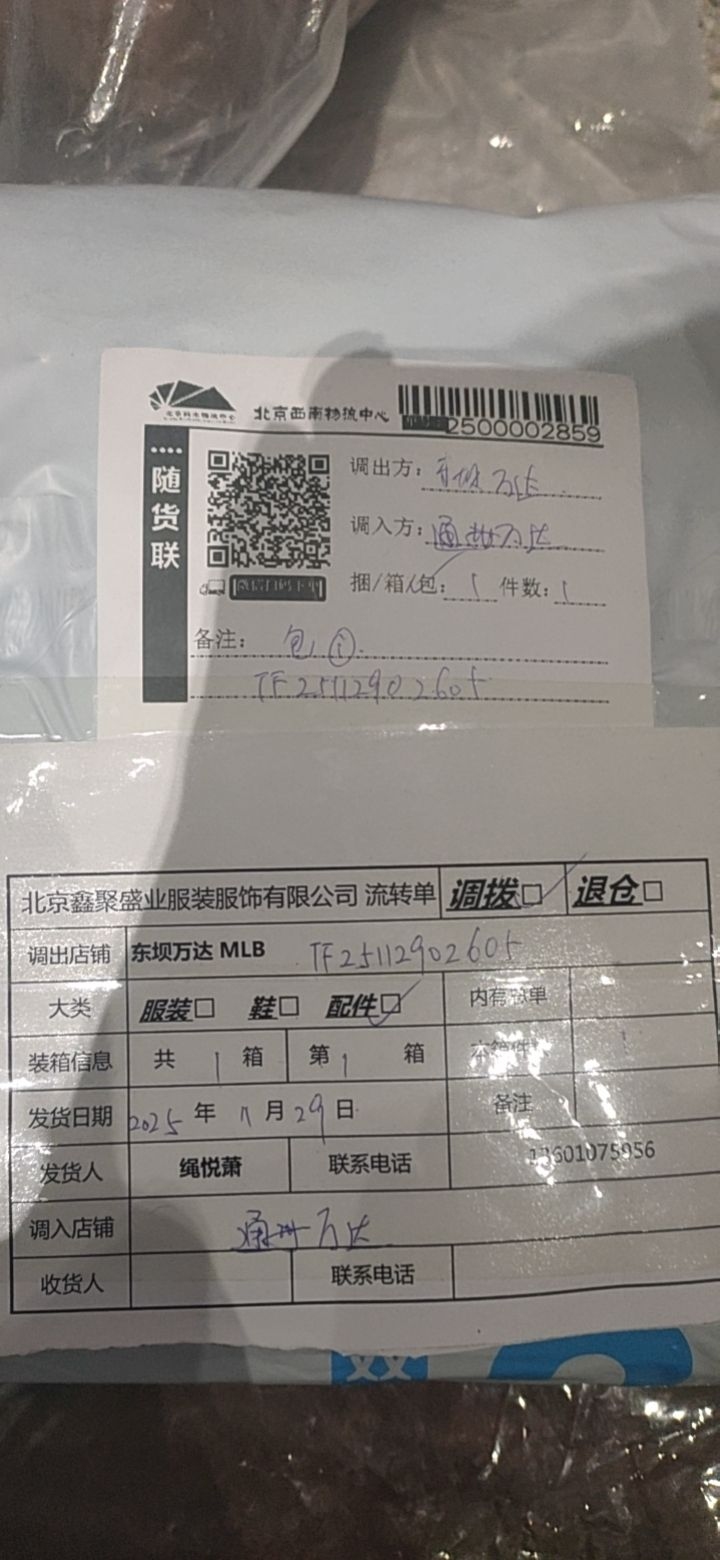 北京西南物流中心
2500002859
随货联
调出方: 东坝万达
调入方: 通州万达
捆/箱/包: 1 件数: 1
备注: 包 ①.
TF25112902605
北京鑫聚盛业服装服饰有限公司 流转单 调拨□ 退仓□
调出店铺 东坝万达 MLB TF25112902605
大类 服装□ 鞋□ 配件□
装箱信息 共 1 箱 第 1 箱
发货日期 2025 年 11 月 29 日 备注
发货人 绳悦萧 联系电话 13601075956
调入店铺 通州万达
收货人 联系电话